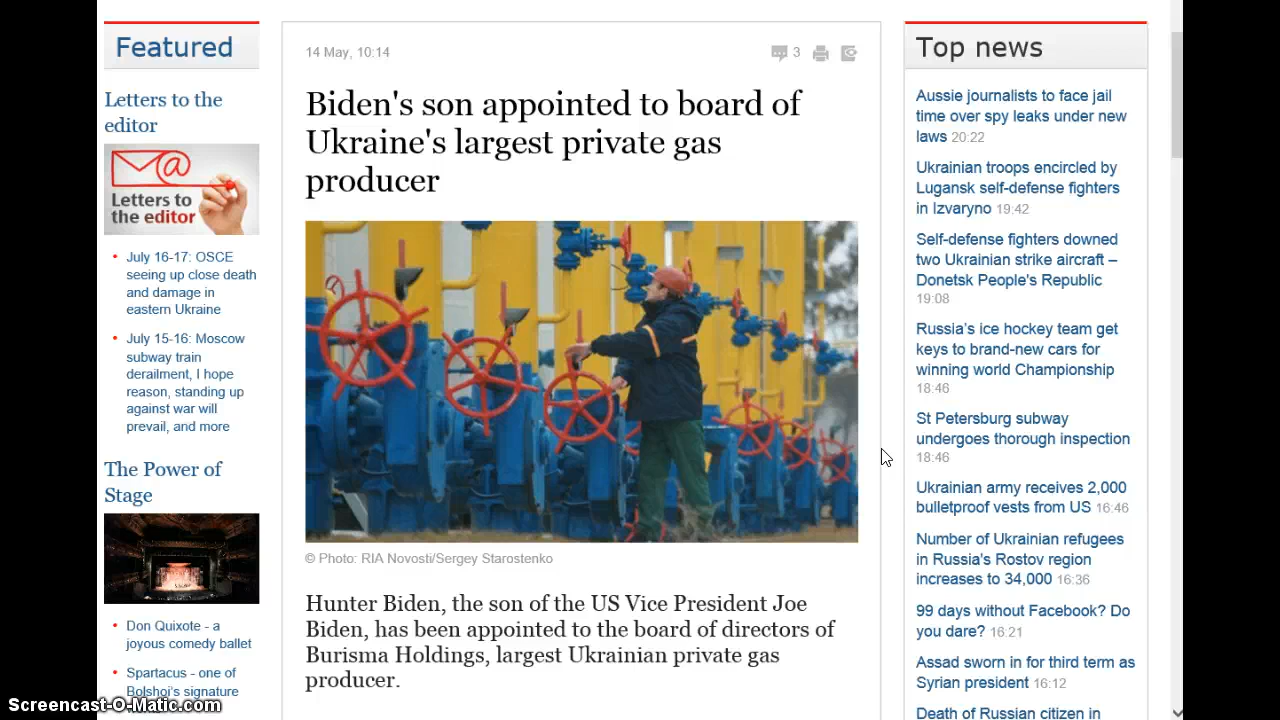 Featured
Letters to the
editor
Letters to
the editor
July 16-17: OSCE
seeing up close death
and damage in
eastern Ukraine
July 15-16: Moscow
subway train
derailment, I hope
reason, standing up
against war will
prevail, and more
The Power of
Stage
Don Quixote - a
joyous comedy ballet
Spartacus - one of
Bolshoi's signature
14 May, 10:14
3
Biden's son appointed to board of
Ukraine's largest private gas
producer
© Photo: RIA Novosti/Sergey Starostenko
Hunter Biden, the son of the US Vice President Joe
Biden, has been appointed to the board of directors of
Burisma Holdings, largest Ukrainian private gas
producer.
Top news
Aussie journalists to face jail
time over spy leaks under new
laws 20:22
Ukrainian troops encircled by
Lugansk self-defense fighters
in Izvaryno 19:42
Self-defense fighters downed
two Ukrainian strike aircraft –
Donetsk People's Republic
19:08
Russia's ice hockey team get
keys to brand-new cars for
winning world Championship
18:46
St Petersburg subway
undergoes thorough inspection
18:46
Ukrainian army receives 2,000
bulletproof vests from US 16:46
Number of Ukrainian refugees
in Russia's Rostov region
increases to 34,000 16:36
99 days without Facebook? Do
you dare? 16:21
Assad sworn in for third term as
Syrian president 16:12
Death of Russian citizen in
Screencast-O-Matic.com